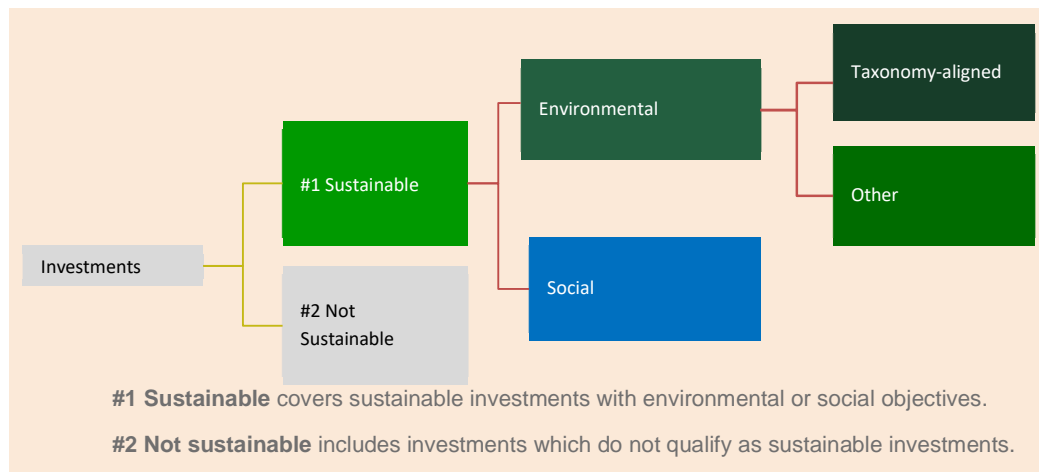 Investments
#1 Sustainable
#2 Not
Sustainable
Environmental
Social
Taxonomy-aligned
Other
#1 Sustainable covers sustainable investments with environmental or social objectives.
#2 Not sustainable includes investments which do not qualify as sustainable investments.